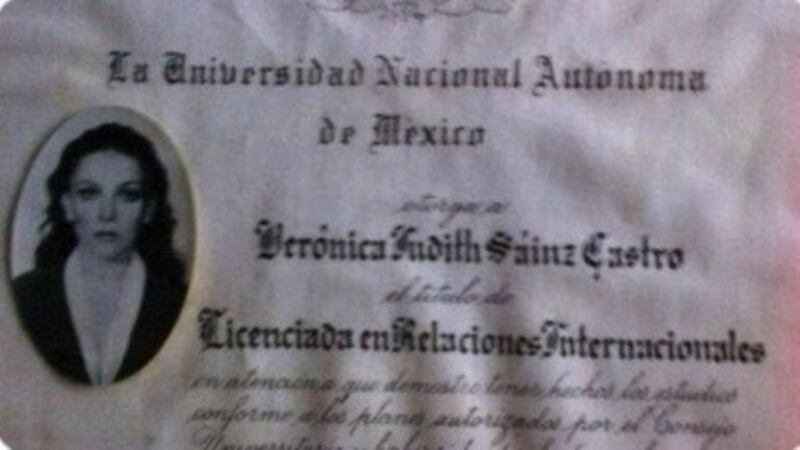 La Universidad Nacional Autónoma
de México
otorga a
Verónica Judith Sáinz Castro
el título de
Licenciada en Relaciones Internacionales
en atención a que demostró tener hechos los estudios
conforme a los planes autorizados por el Consejo
Universitario